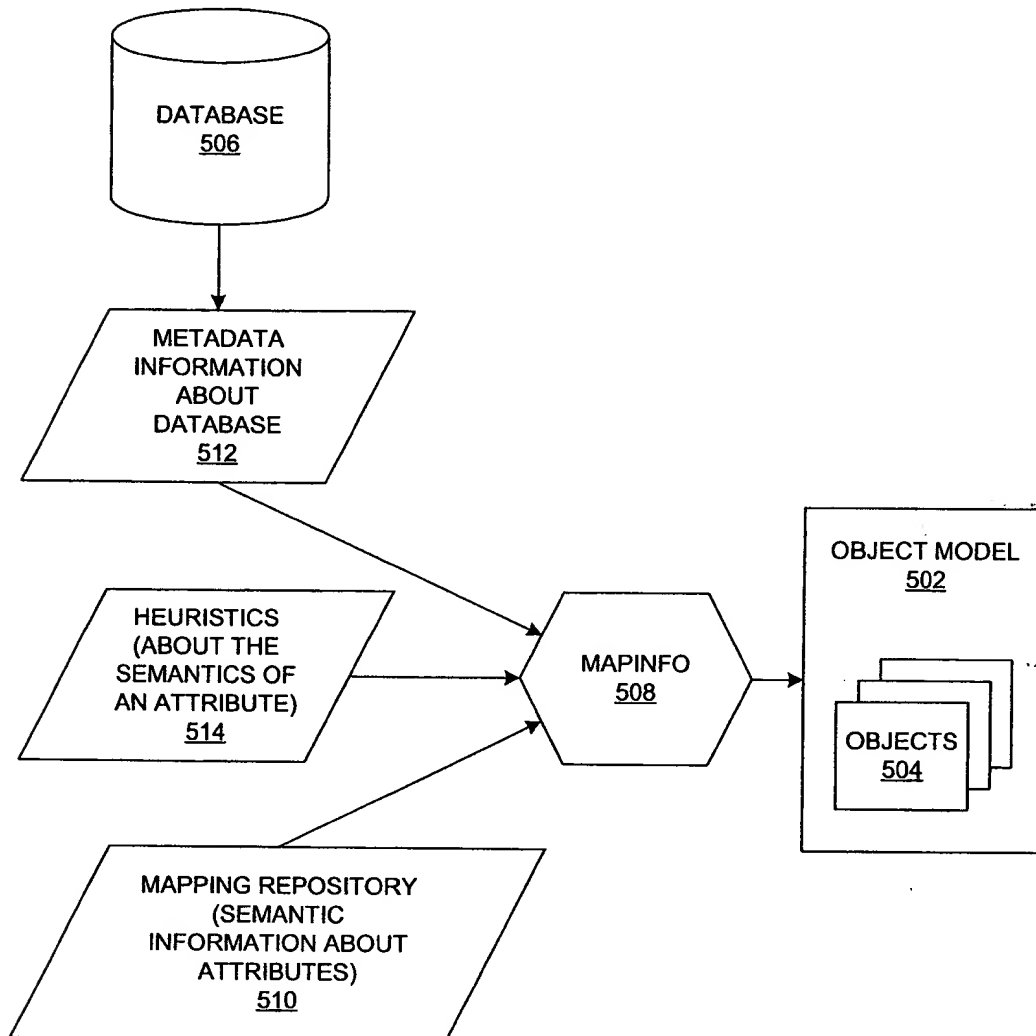 DATABASE
506
METADATA
INFORMATION
ABOUT
DATABASE
512
HEURISTICS
(ABOUT THE
SEMANTICS OF
AN ATTRIBUTE)
514
MAPPING REPOSITORY
(SEMANTIC
INFORMATION ABOUT
ATTRIBUTES)
510
MAPINFO
508
OBJECT MODEL
502
OBJECTS
504